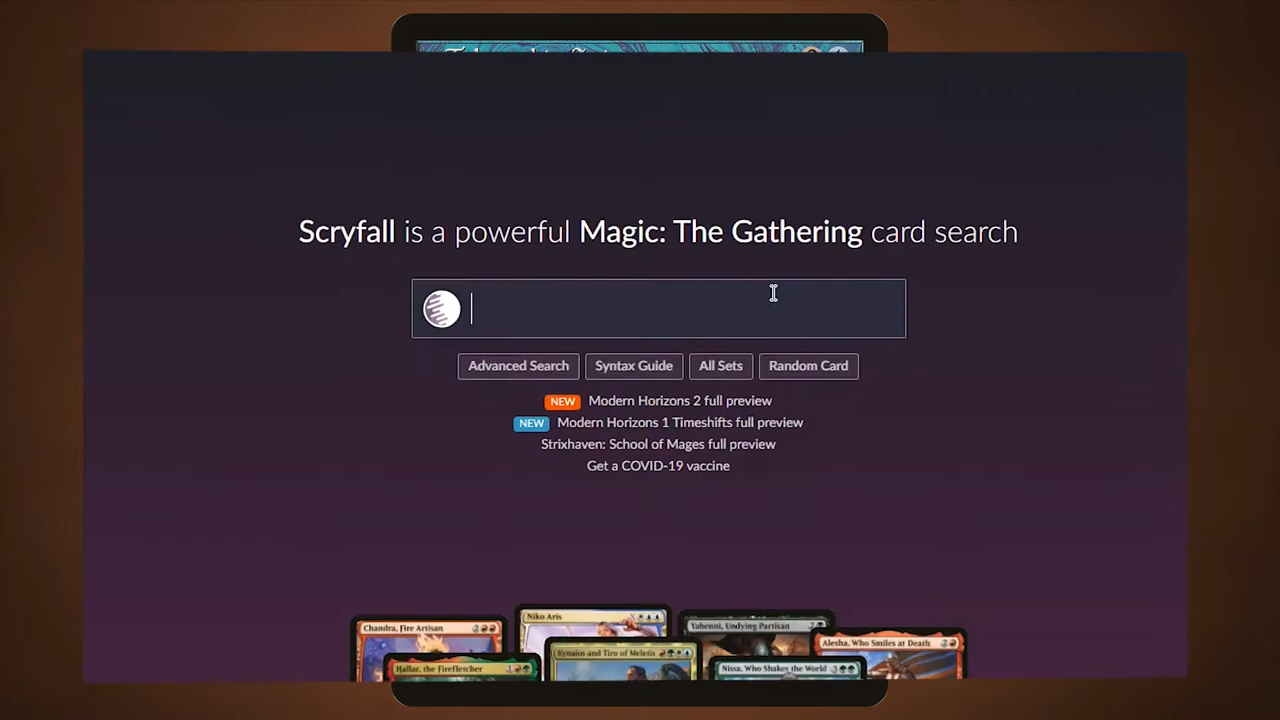 Scryfall is a powerful Magic: The Gathering card search
Advanced Search
Syntax Guide
All Sets
Random Card
NEW Modern Horizons 2 full preview
NEW Modern Horizons 1 Timeshifts full preview
Strixhaven: School of Mages full preview
Get a COVID-19 vaccine
Niko Aris
Chandra, Fire Artisan
Yahenni, Undying Partisan
Alesha, Who Smiles at Death
Hallar, the Firefletcher
Kynaios and Tiro of Meletis
Nissa, Who Shakes the World